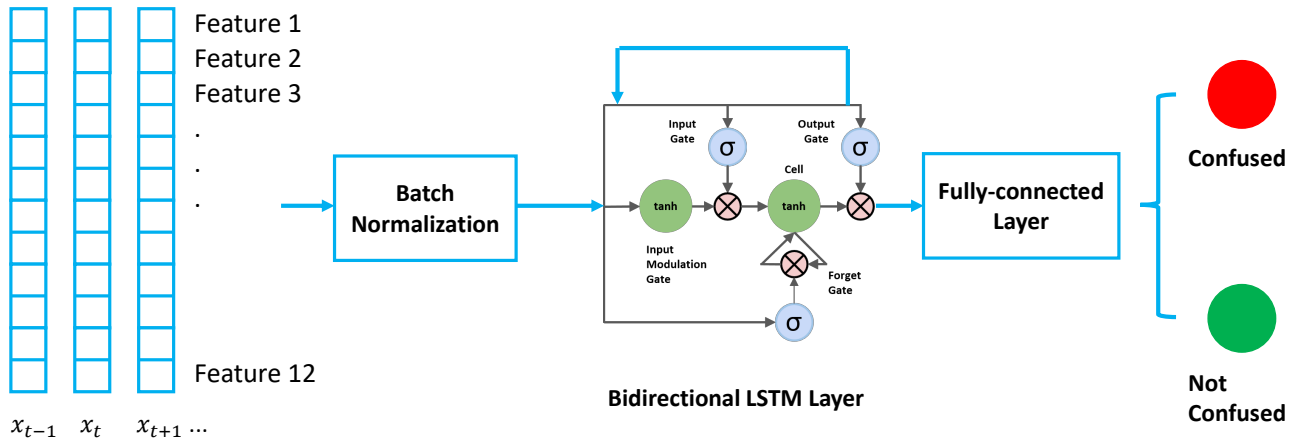 Feature 1
Feature 2
Feature 3
.
.
.
Feature 12
x_{t−1}
x_t
x_{t+1} ...
Batch
Normalization
Input
Gate
σ
Output
Gate
σ
Cell
tanh
tanh
Input
Modulation
Gate
Forget
Gate
σ
Bidirectional LSTM Layer
Fully-connected
Layer
Confused
Not
Confused